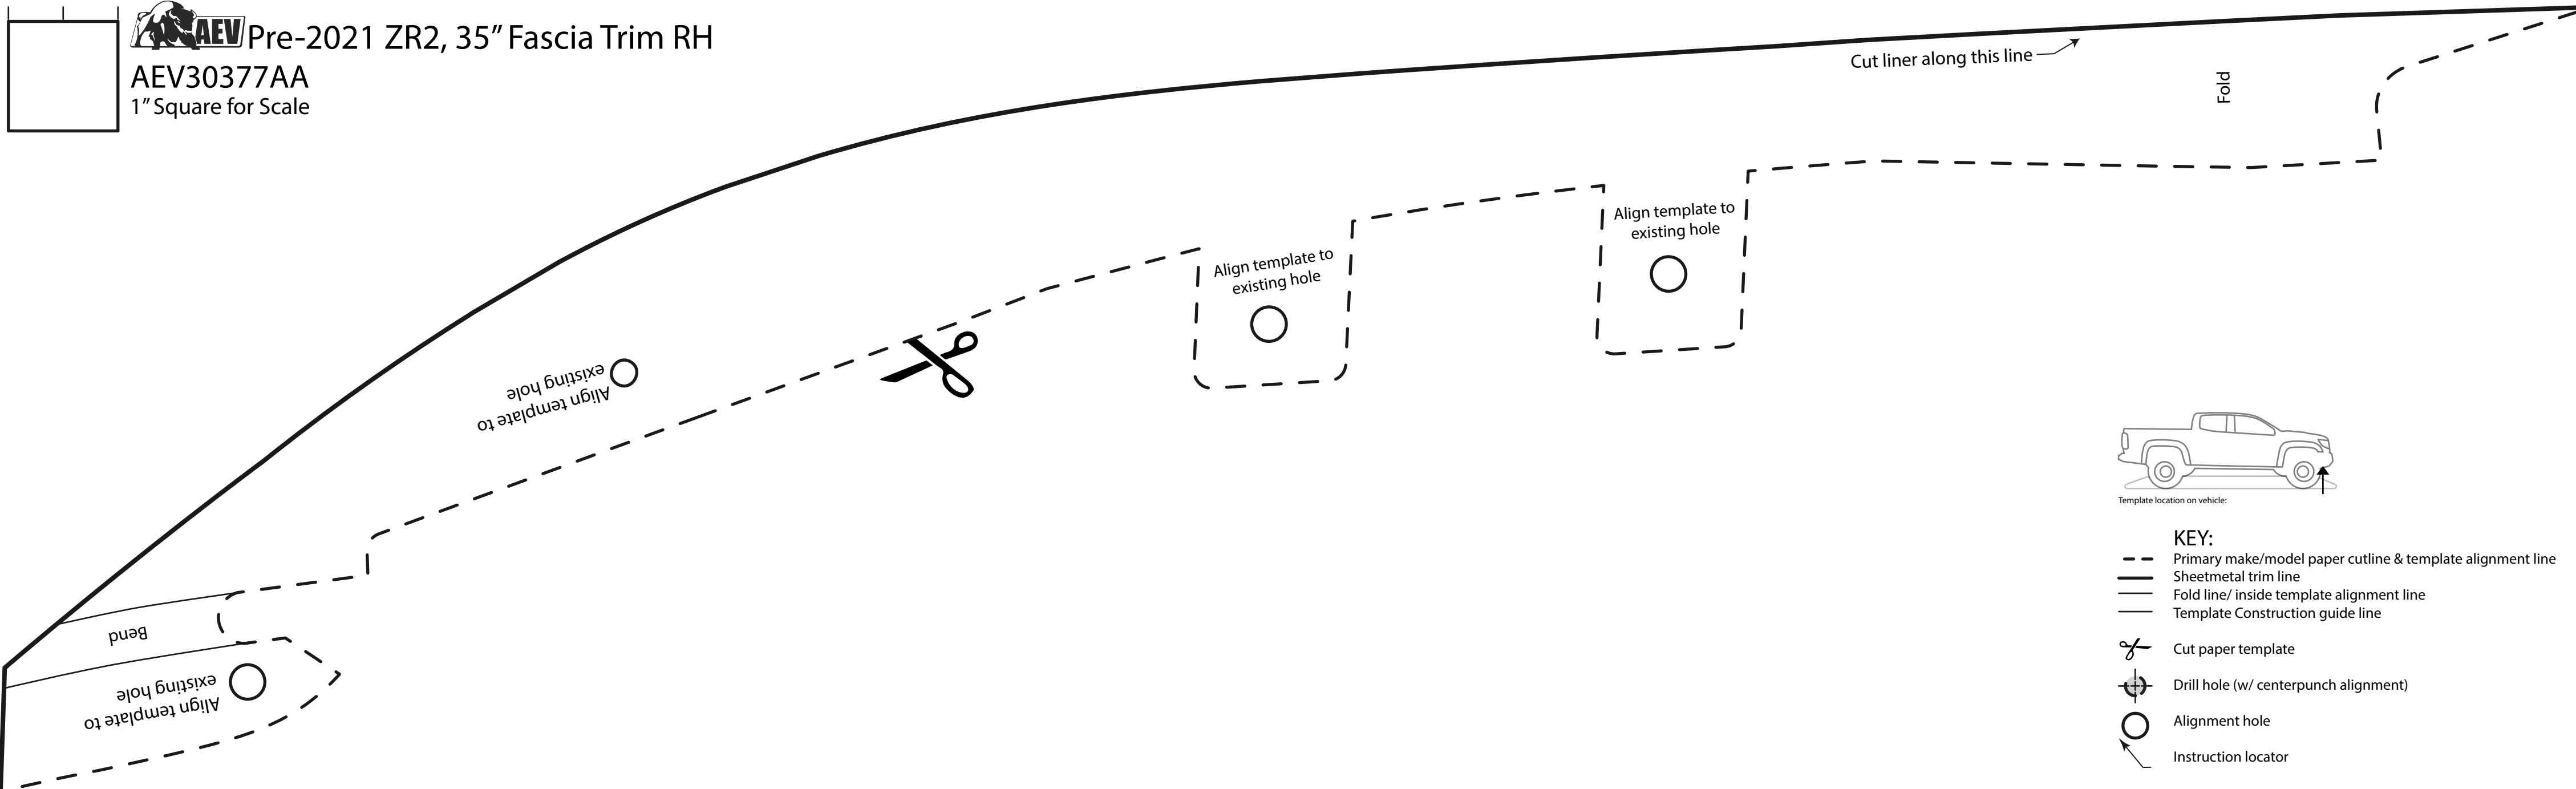 AEV
Pre-2021 ZR2, 35” Fascia Trim RH
AEV30377AA
1” Square for Scale
Cut liner along this line
Fold
Align template to
existing hole
Align template to
existing hole
Align template to
existing hole
Bend
Align template to
existing hole
Template location on vehicle:
KEY:
Primary make/model paper cutline & template alignment line
Sheetmetal trim line
Fold line/ inside template alignment line
Template Construction guide line
Cut paper template
Drill hole (w/ centerpunch alignment)
Alignment hole
Instruction locator